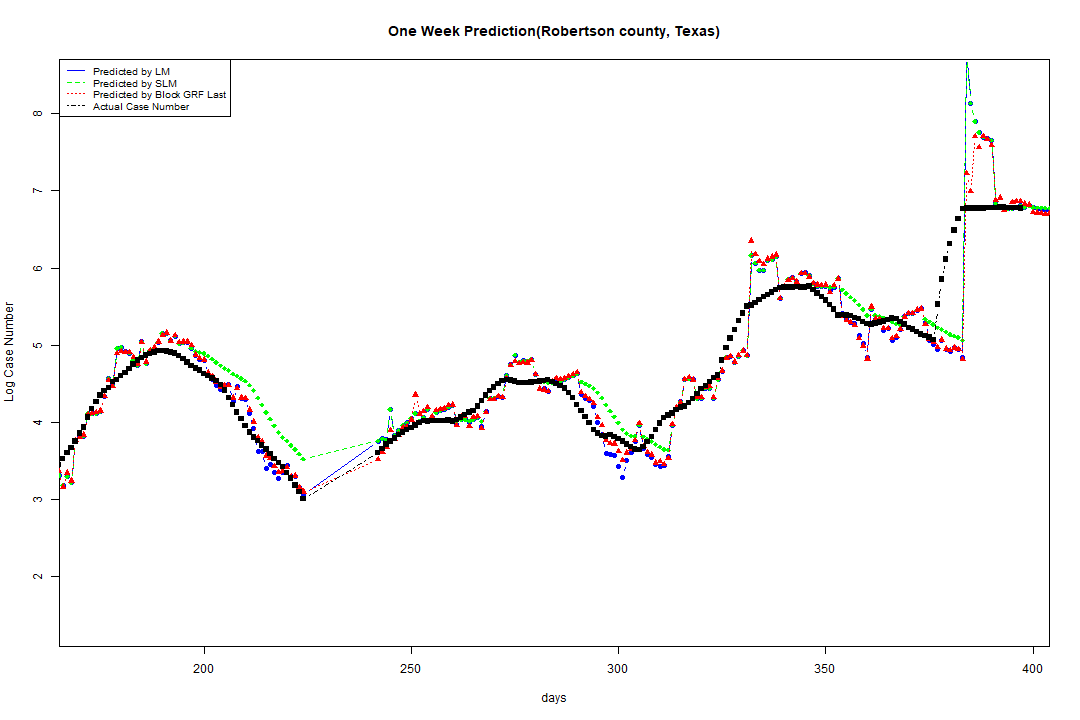 One Week Prediction(Robertson county, Texas)
Predicted by LM
Predicted by SLM
Predicted by Block GRF Last
Actual Case Number
Log Case Number
8
7
6
5
4
3
2
200
250
300
350
400
days